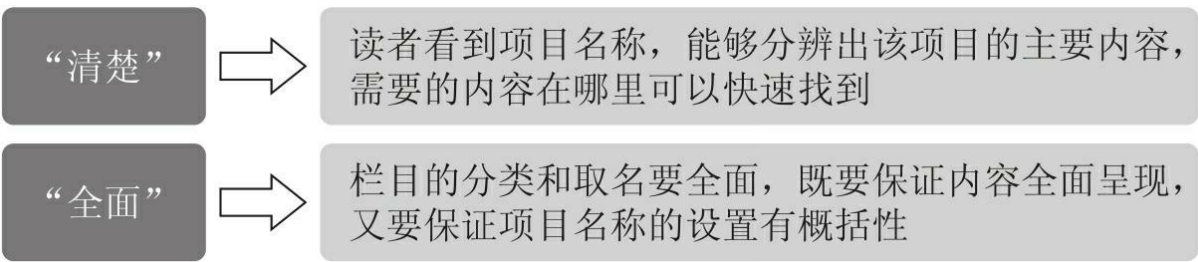 “清楚”
读者看到项目名称，能够分辨出该项目的主要内容，
需要的内容在哪里可以快速找到
“全面”
栏目的分类和取名要全面，既要保证内容全面呈现，
又要保证项目名称的设置有概括性